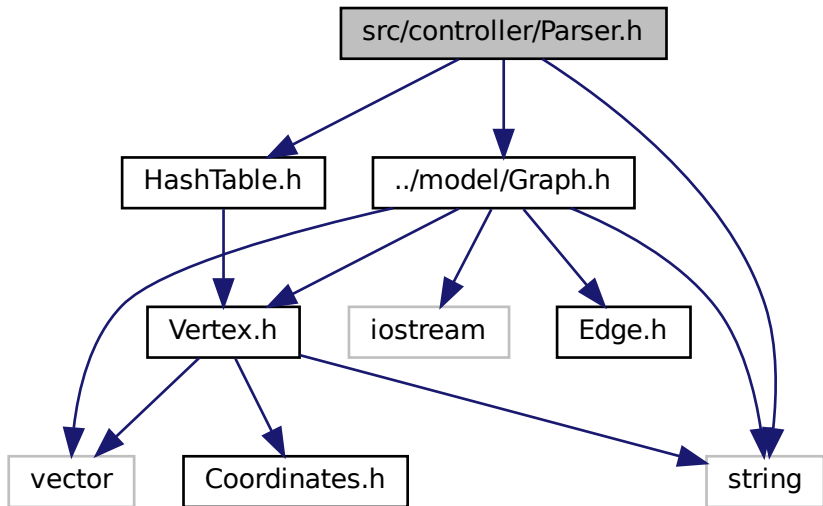 src/controller/Parser.h
HashTable.h
../model/Graph.h
Vertex.h
iostream
Edge.h
vector
Coordinates.h
string